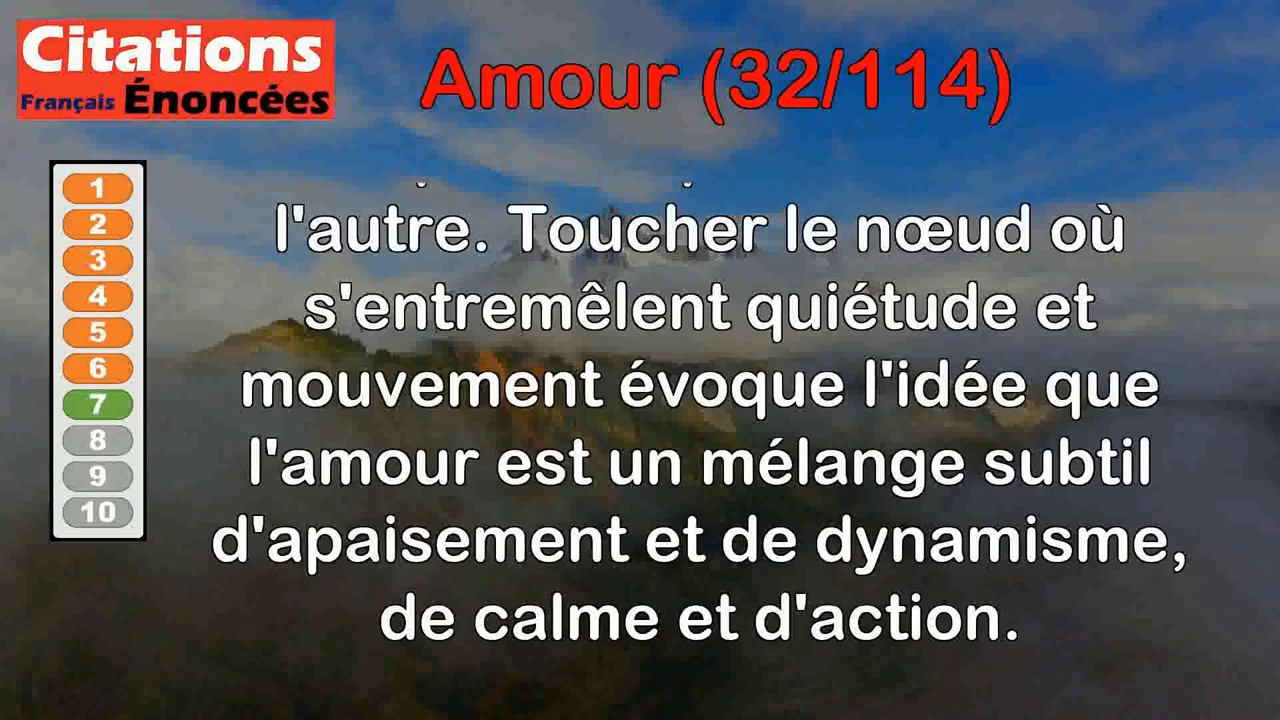 Citations
Français Énoncées
Amour (32/114)
1
2
3
4
5
6
7
8
9
10
l'autre. Toucher le nœud où
s'entremêlent quiétude et
mouvement évoque l'idée que
l'amour est un mélange subtil
d'apaisement et de dynamisme,
de calme et d'action.